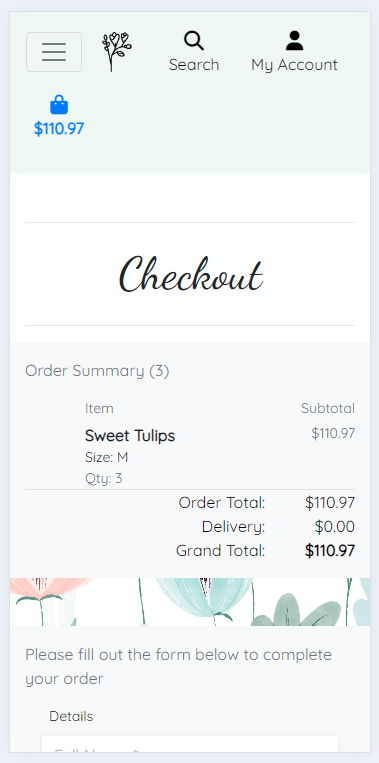 Search
My Account
$110.97
Checkout
Order Summary (3)
Item Subtotal
Sweet Tulips $110.97
Size: M
Qty: 3
Order Total: $110.97
Delivery: $0.00
Grand Total: $110.97
Please fill out the form below to complete
your order
Details